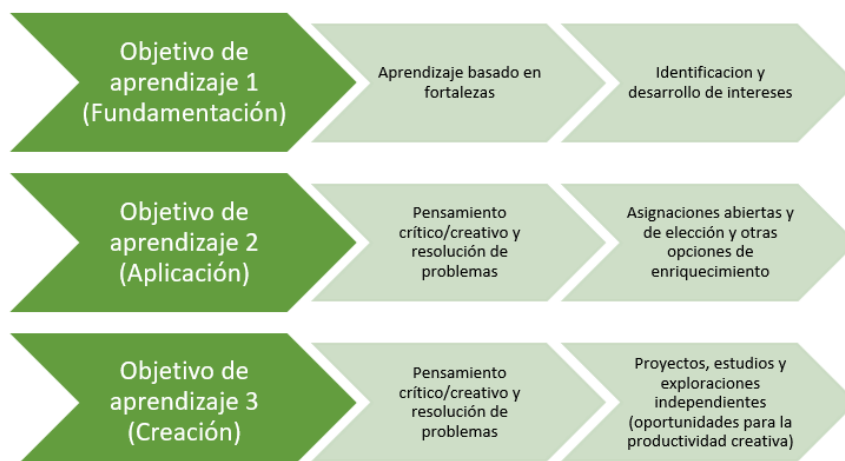 Objetivo de
aprendizaje 1
(Fundamentación)
Aprendizaje basado en
fortalezas
Identificacion y
desarrollo de intereses
Objetivo de
aprendizaje 2
(Aplicación)
Pensamiento
crítico/creativo y
resolución de
problemas
Asignaciones abiertas y
de elección y otras
opciones de
enriquecimiento
Objetivo de
aprendizaje 3
(Creación)
Pensamiento
crítico/creativo y
resolución de
problemas
Proyectos, estudios y
exploraciones
independientes
(oportunidades para la
productividad creativa)